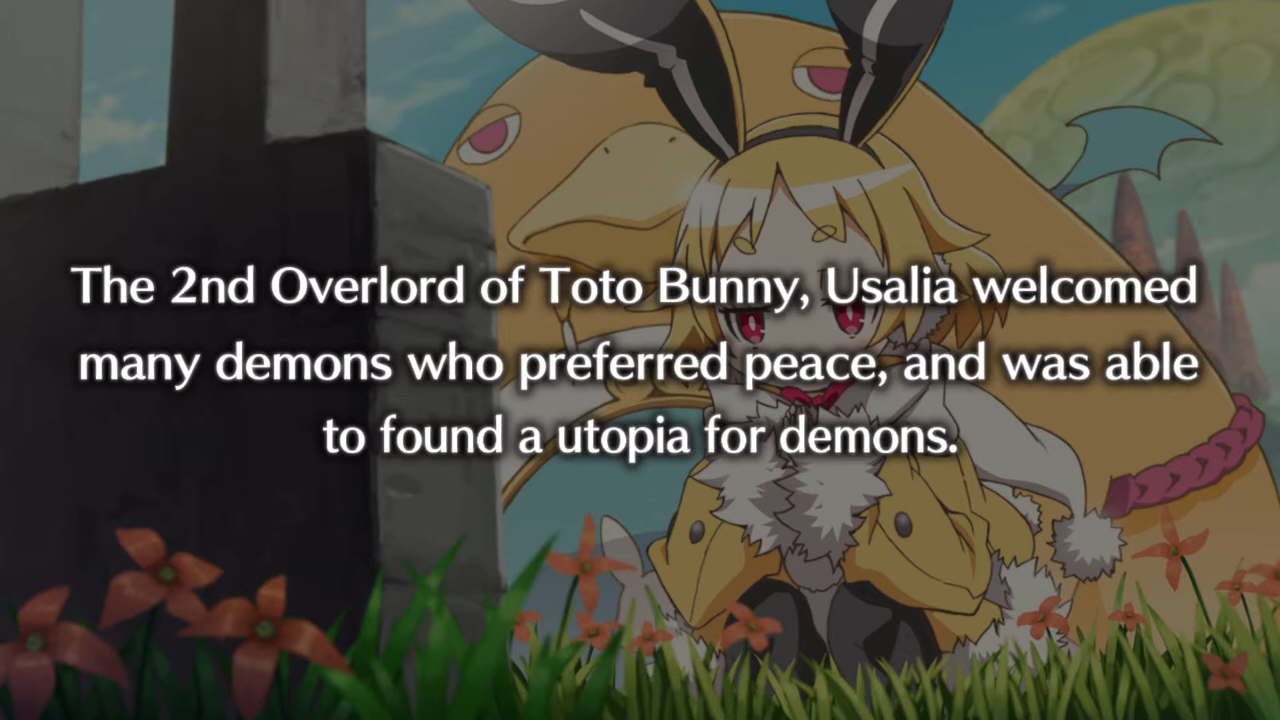 The 2nd Overlord of Toto Bunny, Usalia welcomed
many demons who preferred peace, and was able
to found a utopia for demons.